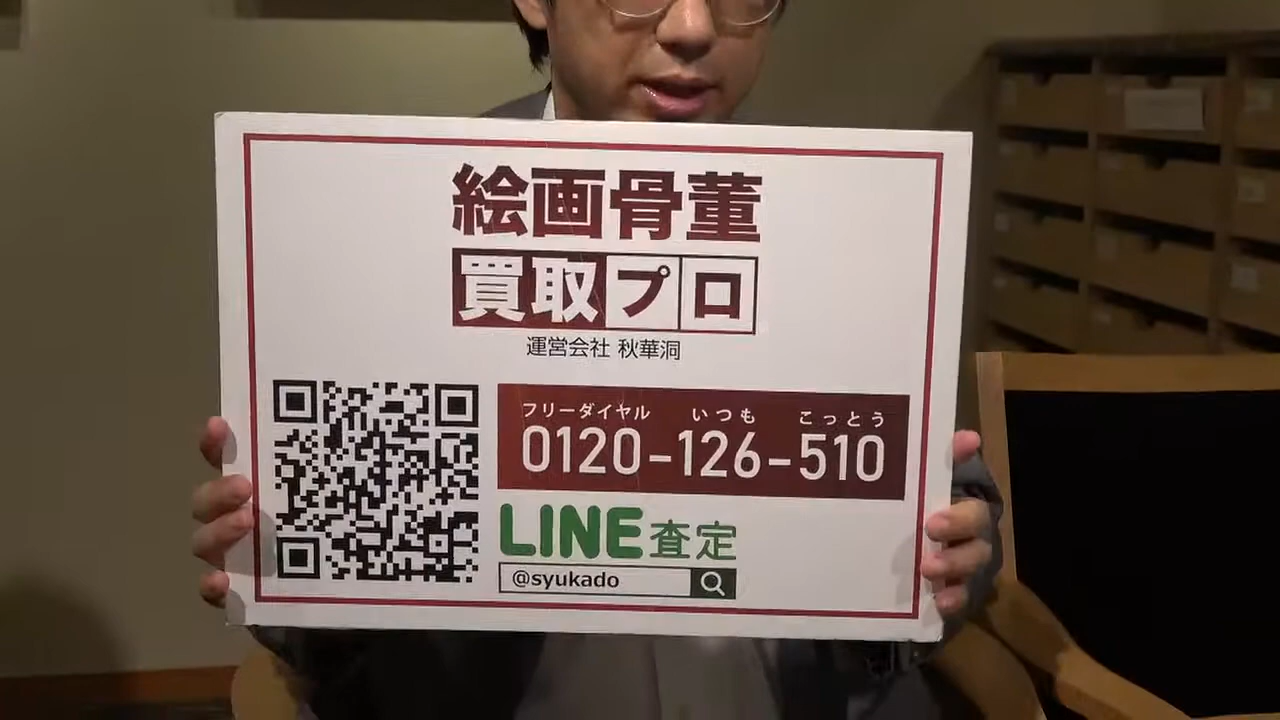 絵画骨董
買取プロ
運営会社 秋華洞
フリーダイヤル いつも こっとう
0120-126-510
LINE査定
@syukado